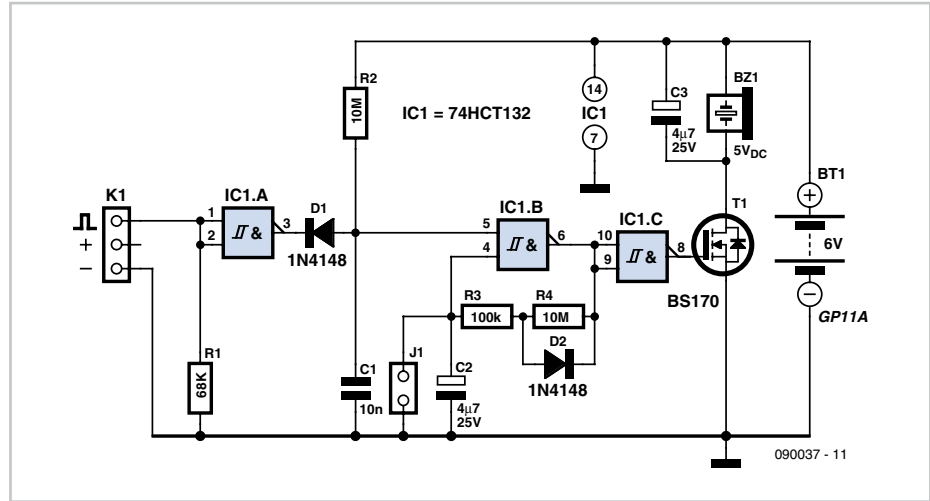 R2
10M
IC1 = 74HCT132
14
IC1
7
C3
4µ7
25V
BZ1
5VDC
BT1
+
6V
–
GP11A
K1
+
–
1
2
IC1.A
&
3
D1
1N4148
5
4
IC1.B
&
6
10
9
IC1.C
&
8
T1
BS170
R3
100k
R4
10M
D2
1N4148
R1
68K
C1
10n
J1
C2
4µ7
25V
090037 - 11